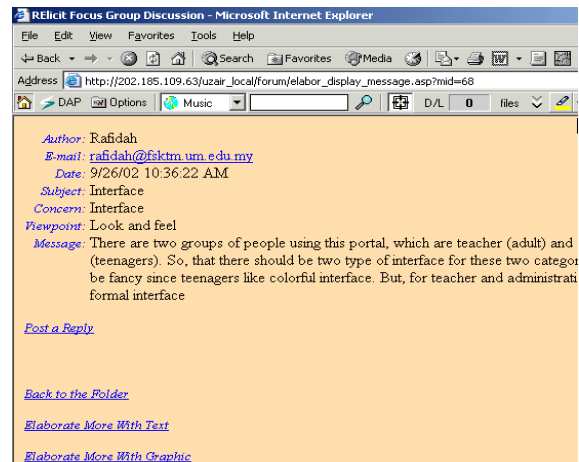 RElicit Focus Group Discussion - Microsoft Internet Explorer
File Edit View Favorites Tools Help
Back Search Favorites Media
Address http://202.185.109.63/uzair_local/forum/elabor_display_message.asp?mid=68
DAP Options Music D/L 0 files
Author: Rafidah
E-mail: rafidah@fsktm.um.edu.my
Date: 9/26/02 10:36:22 AM
Subject: Interface
Concern: Interface
Viewpoint: Look and feel
Message: There are two groups of people using this portal, which are teacher (adult) and
(teenagers). So, that there should be two type of interface for these two categor
be fancy since teenagers like colorful interface. But, for teacher and administrati
formal interface
Post a Reply
Back to the Folder
Elaborate More With Text
Elaborate More With Graphic